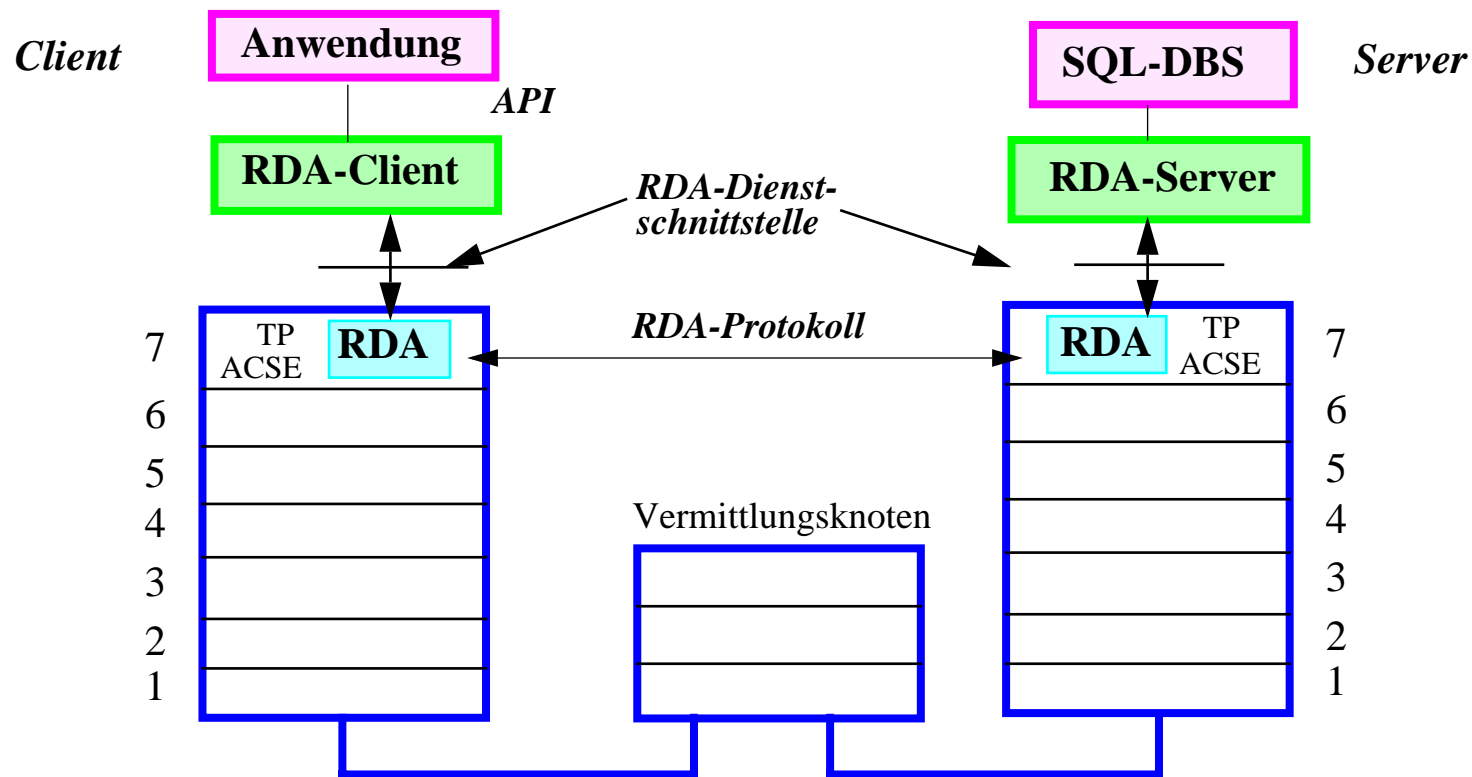 Client
Anwendung
SQL-DBS
Server
API
RDA-Client
RDA-Server
RDA-Dienst-
schnittstelle
7
TP
ACSE
RDA
RDA-Protokoll
RDA
TP
ACSE
7
6
6
5
5
4
Vermittlungsknoten
4
3
3
2
2
1
1